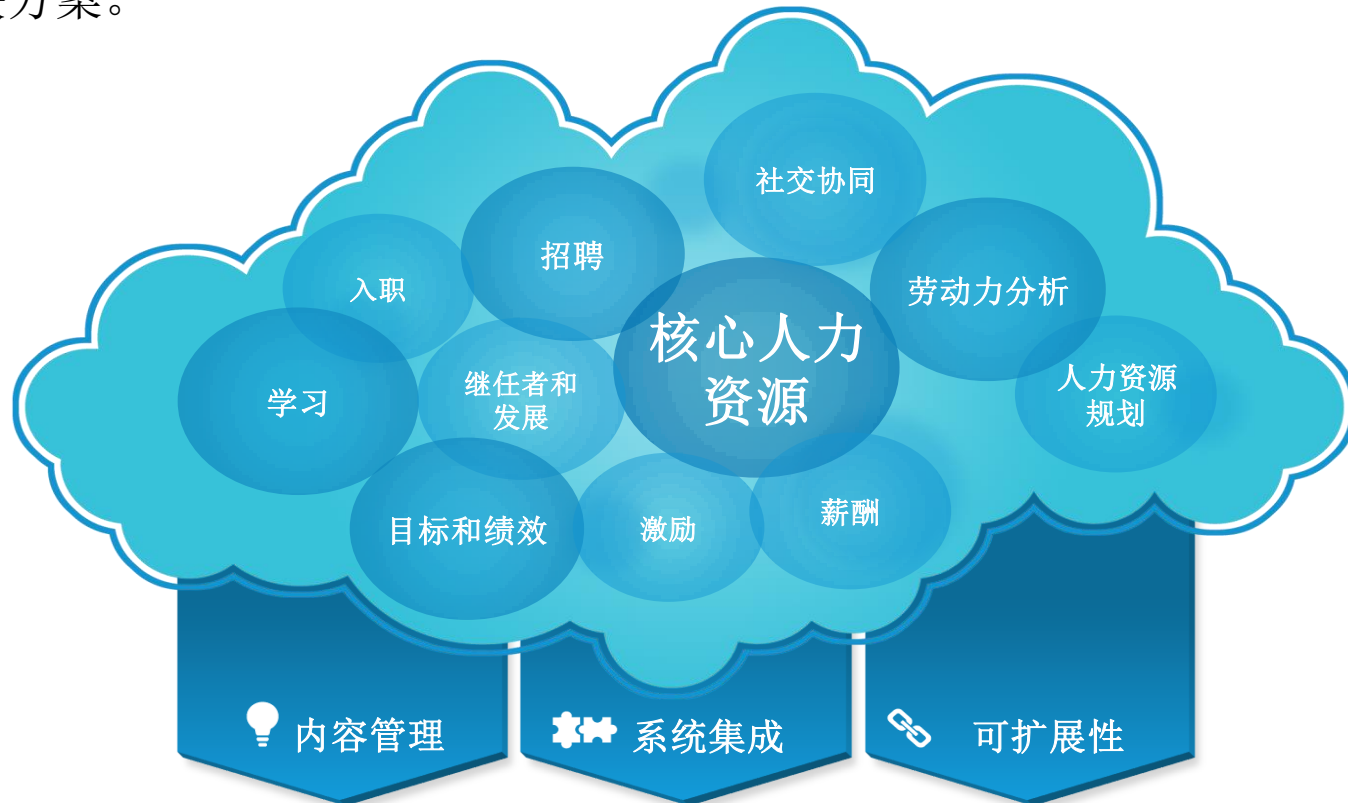 方案。
社交协同
招聘
入职
劳动力分析
核心人力
资源
人力资源
规划
学习
继任者和
发展
目标和绩效
激励
薪酬
内容管理
系统集成
可扩展性